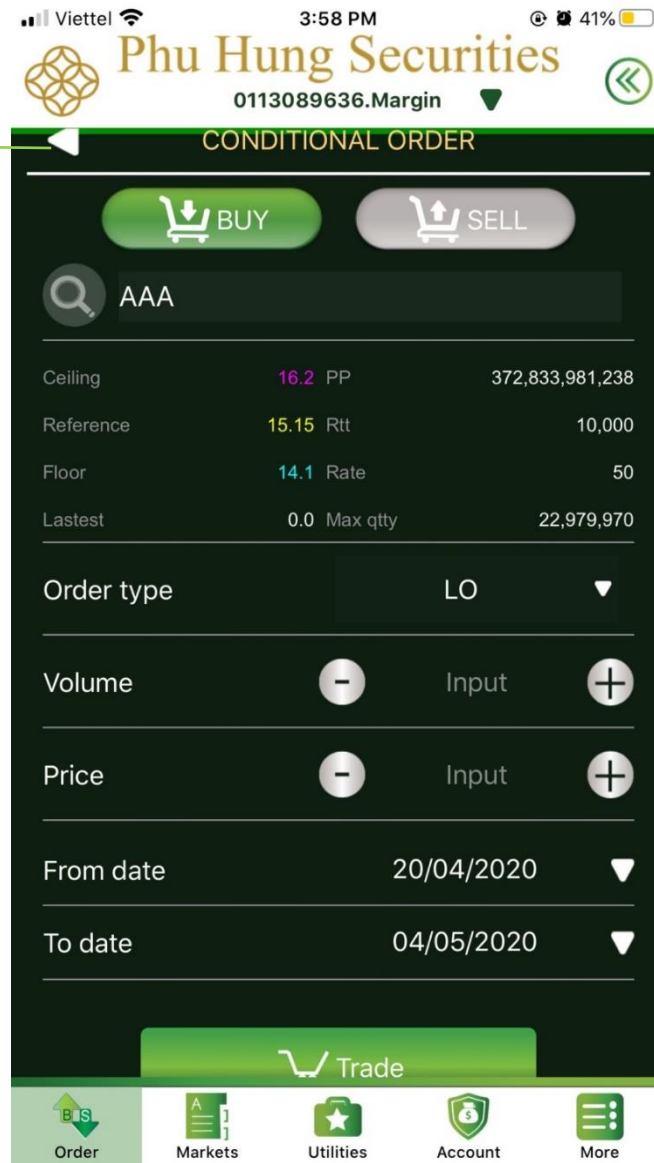 Viettel 3:58 PM 41%
Phu Hung Securities
0113089636.Margin
CONDITIONAL ORDER
BUY SELL
AAA
Ceiling 16.2 PP 372,833,981,238
Reference 15.15 Rtt 10,000
Floor 14.1 Rate 50
Lastest 0.0 Max qtty 22,979,970
Order type LO
Volume - Input +
Price - Input +
From date 20/04/2020
To date 04/05/2020
Trade
Order Markets Utilities Account More